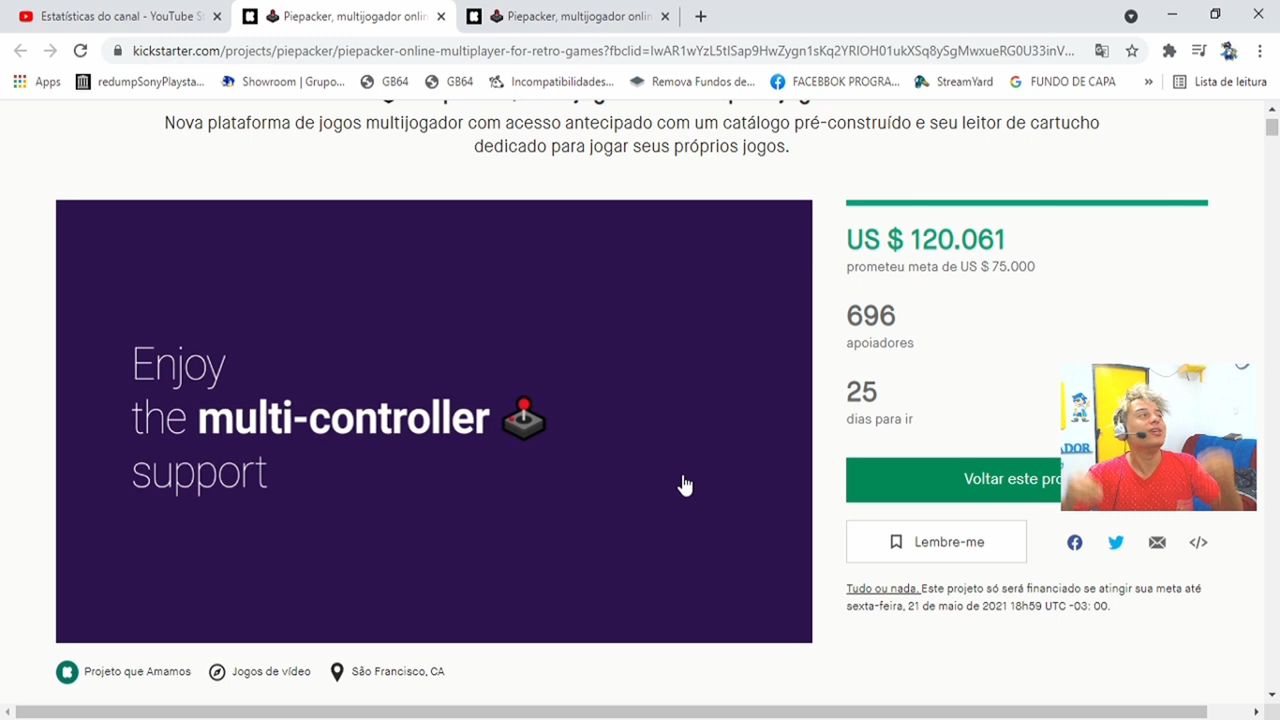 Estatísticas do canal - YouTube S
Piepacker, multijogador onlin
Piepacker, multijogador online
kickstarter.com/projects/piepacker/piepacker-online-multiplayer-for-retro-games?fbclid=IwAR1wYzL5tISap9HwZygn1sKq2YRIOH01ukXSq8ySgMwxueRG0U33inV...
Apps
redumpSonyPlaysta...
Showroom | Grupo...
GB64
GB64
Incompatibilidades...
Remova Fundos de...
FACEBBOK PROGRA...
StreamYard
FUNDO DE CAPA
»
Lista de leitura
Nova plataforma de jogos multijogador com acesso antecipado com um catálogo pré-construído e seu leitor de cartucho
dedicado para jogar seus próprios jogos.
Enjoy
the multi-controller
support
US $ 120.061
prometeu meta de US $ 75.000
696
apoiadores
25
dias para ir
Voltar este pro
ADOR
Lembre-me
Tudo ou nada. Este projeto só será financiado se atingir sua meta até
sexta-feira, 21 de maio de 2021 18h59 UTC -03: 00.
Projeto que Amamos
Jogos de vídeo
São Francisco, CA